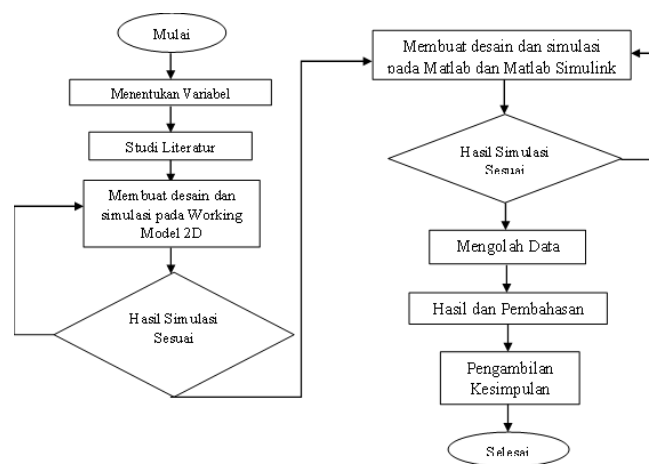 Mulai
Menentukan Variabel
Studi Literatur
Membuat desain dan
simulasi pada Working
Model 2D
Hasil Simulasi
Sesuai
Membuat desain dan simulasi
pada Matlab dan Matlab Simulink
Hasil Simulasi
Sesuai
Mengolah Data
Hasil dan Pembahasan
Pengambilan
Kesimpulan
Selesai